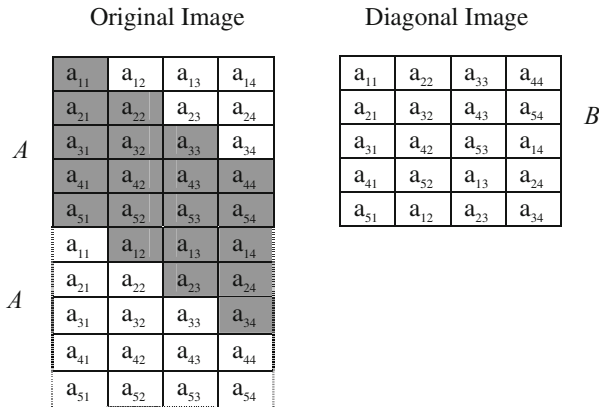 Original Image
Diagonal Image
a₁₁ a₁₂ a₁₃ a₁₄
a₂₁ a₂₂ a₂₃ a₂₄
a₃₁ a₃₂ a₃₃ a₃₄
a₄₁ a₄₂ a₄₃ a₄₄
a₅₁ a₅₂ a₅₃ a₅₄
a₁₁ a₁₂ a₁₃ a₁₄
a₂₁ a₂₂ a₂₃ a₂₄
a₃₁ a₃₂ a₃₃ a₃₄
a₄₁ a₄₂ a₄₃ a₄₄
a₅₁ a₅₂ a₅₃ a₅₄
A
A
a₁₁ a₂₂ a₃₃ a₄₄
a₂₁ a₃₂ a₄₃ a₅₄
a₃₁ a₄₂ a₅₃ a₁₄
a₄₁ a₅₂ a₁₃ a₂₄
a₅₁ a₁₂ a₂₃ a₃₄
B